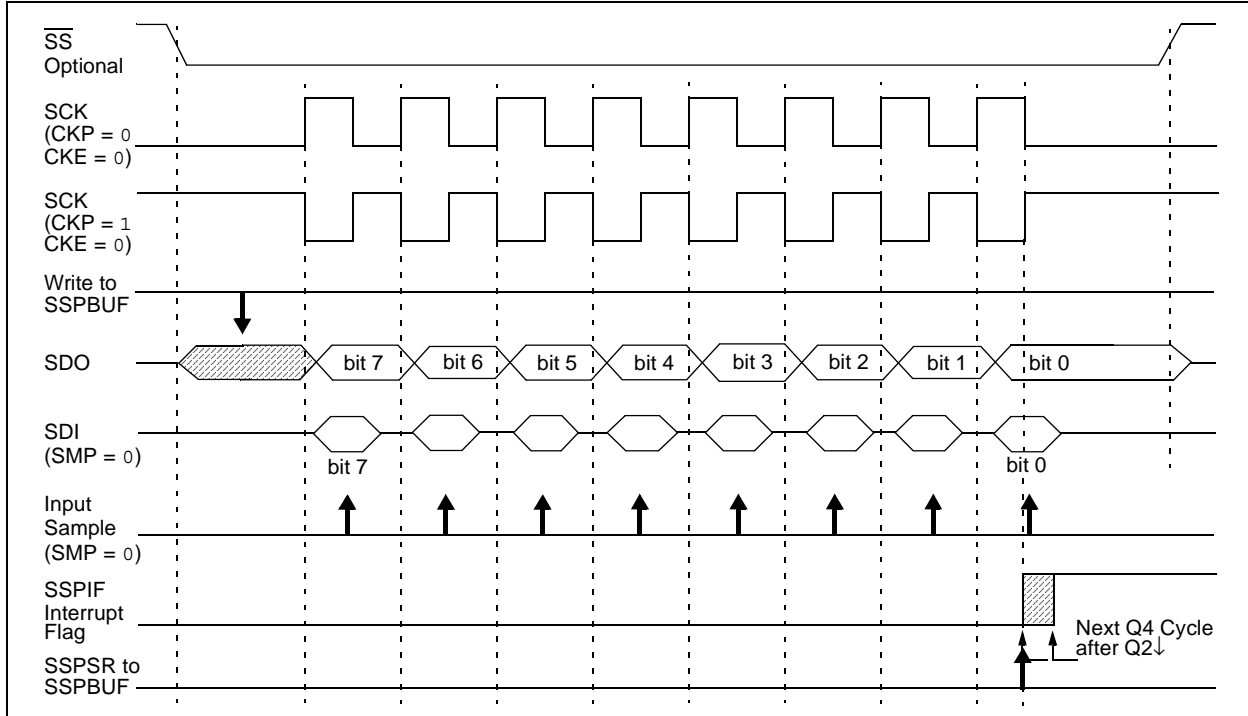 SS
Optional
SCK
(CKP = 0
CKE = 0)
SCK
(CKP = 1
CKE = 0)
Write to
SSPBUF
SDO
bit 7 bit 6 bit 5 bit 4 bit 3 bit 2 bit 1 bit 0
SDI
(SMP = 0)
bit 7 bit 0
Input
Sample
(SMP = 0)
SSPIF
Interrupt
Flag
Next Q4 Cycle
after Q2↓
SSPSR to
SSPBUF